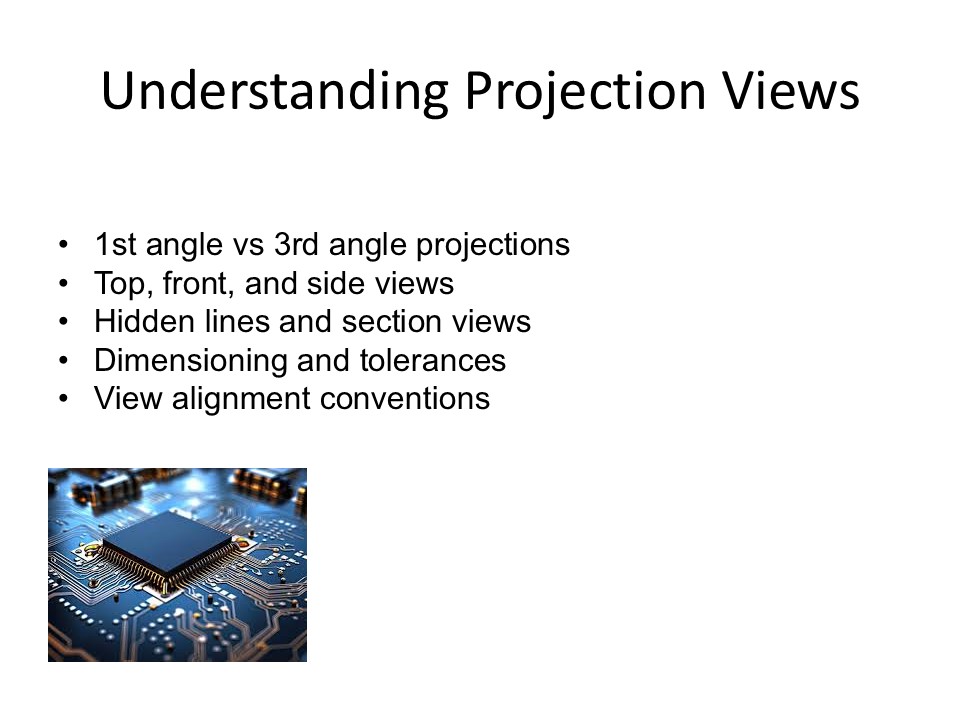 Understanding Projection Views
• 1st angle vs 3rd angle projections
• Top, front, and side views
• Hidden lines and section views
• Dimensioning and tolerances
• View alignment conventions